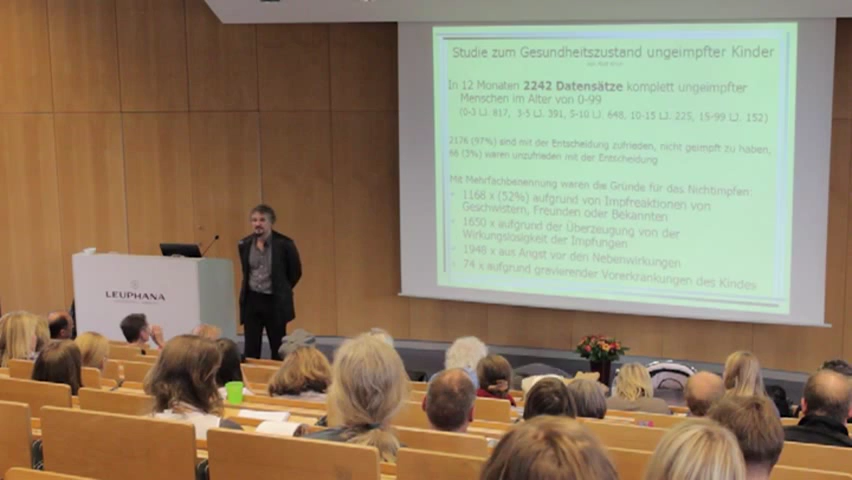 Studie zum Gesundheitszustand ungeimpfter Kinder
In 12 Monaten 2242 Datensätze komplett ungeimpfter
Menschen im Alter von 0-99
(0-3 LJ. 817, 3-5 LJ. 391, 5-10 LJ. 648, 10-15 LJ. 225, 15-99 LJ. 152)
2176 (97%) sind mit der Entscheidung zufrieden, nicht geimpft zu haben,
66 (3%) waren unzufrieden mit der Entscheidung
Mit Mehrfachbenennung waren die Gründe für das Nichtimpfen:
- 1168 x (52%) aufgrund von Impfreaktionen von
Geschwistern, Freunden oder Bekannten
- 1650 x aufgrund der Überzeugung von der
Wirkungslosigkeit der Impfungen
- 1948 x aus Angst vor den Nebenwirkungen
- 74 x aufgrund gravierender Vorerkrankungen des Kindes
LEUPHANA